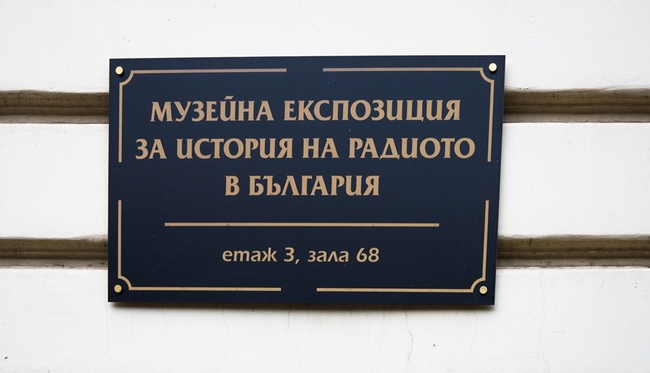 МУЗЕЙНА ЕКСПОЗИЦИЯ
ЗА ИСТОРИЯ НА РАДИОТО
В БЪЛГАРИЯ
етаж 3, зала 68